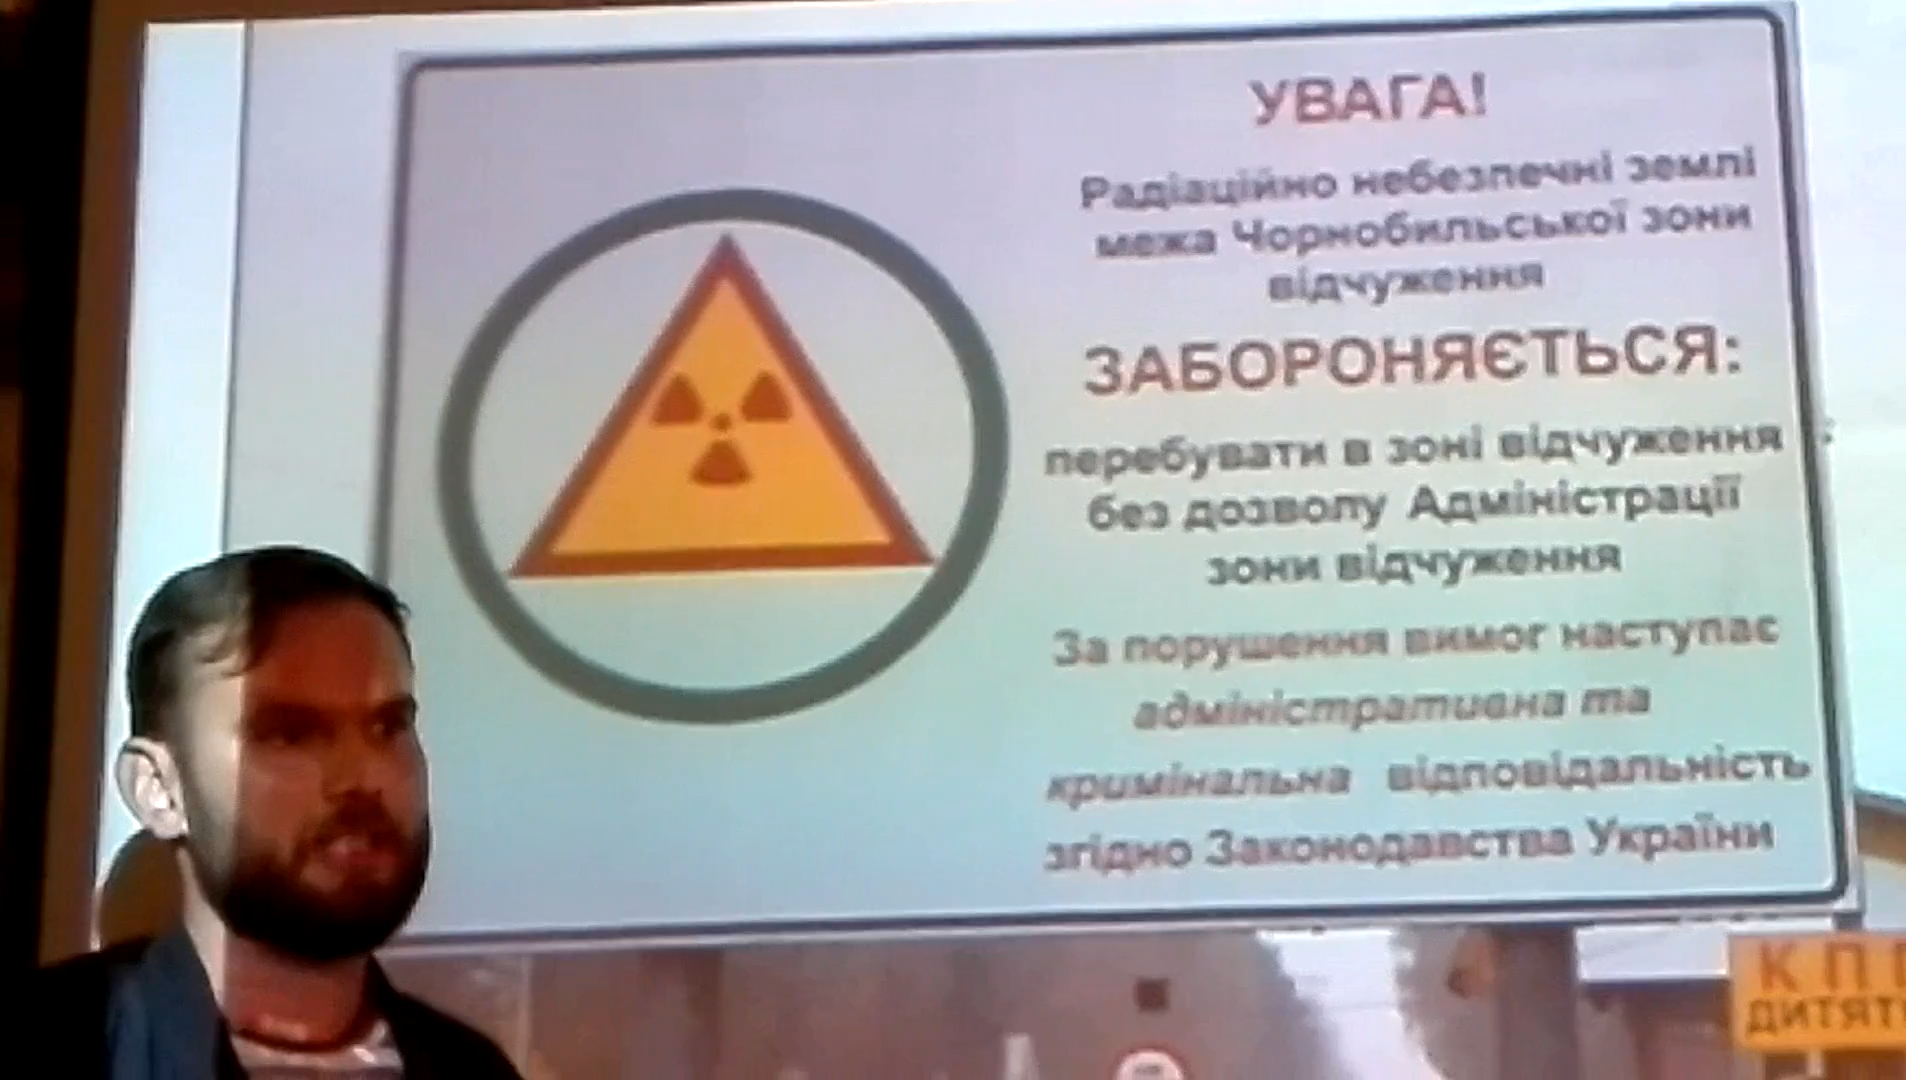 УВАГА!
Радіаційно небезпечні землі
межа Чорнобильської зони
відчуження
ЗАБОРОНЯЄТЬСЯ:
перебувати в зоні відчуження
без дозволу Адміністрації
зони відчуження
За порушення вимог наступає
адміністративна та
кримінальна відповідальність
згідно Законодавства України
КП
ДИТЯТ